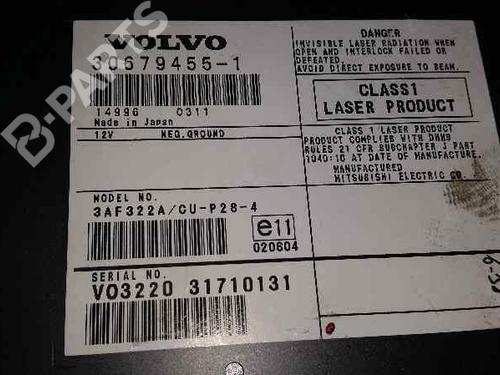 B-PARTS
VOLVO
30679455-1
14996 0311
Made in Japan
12V NEG.GROUND
MODEL NO.
3AF322A/CU-P28-4
e11
020604
SERIAL NO.
VO3220 31710131
DANGER
INVISIBLE LASER RADIATION WHEN
OPEN AND INTERLOCK FAILED OR
DEFEATED.
AVOID DIRECT EXPOSURE TO BEAM.
CLASS1
LASER PRODUCT
CLASS 1 LASER PRODUCT
PRODUCT COMPLIES WITH DHHS
RULES 21 CFR SUBCHAPTER J PART
1040:10 AT DATE OF MANUFACTURE.
MANUFACTURED
MITSUBISHI ELECTRIC CO.